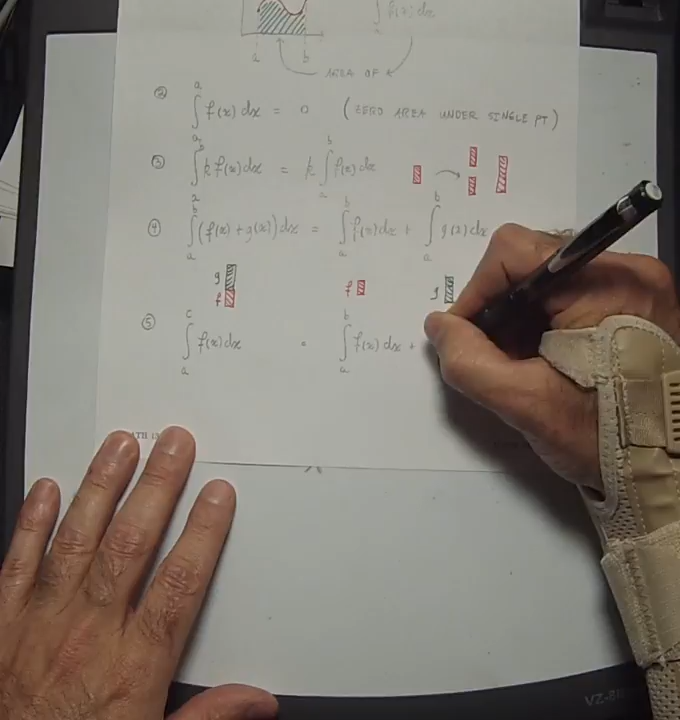 ∫ f(x) dx
a b
AREA OF
② ∫ₐᵃ f(x) dx = 0 (ZERO AREA UNDER SINGLE PT)
③ ∫ₐᵇ k f(x) dx = k ∫ₐᵇ f(x) dx
④ ∫ₐᵇ (f(x) + g(x)) dx = ∫ₐᵇ f(x) dx + ∫ₐᵇ g(x) dx
g
f f g
⑤ ∫ₐᶜ f(x) dx = ∫ₐᵇ f(x) dx +